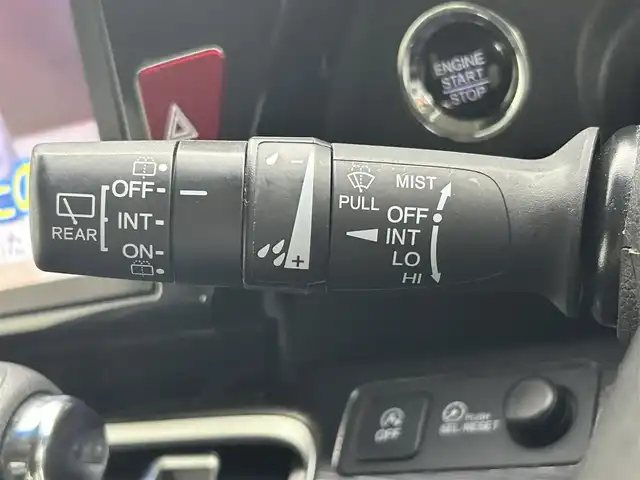 ENGINE
START
STOP
OFF
INT
ON
REAR
-
+
PULL
MIST
OFF
INT
LO
HI
OFF
PUSH
SEL/RESET